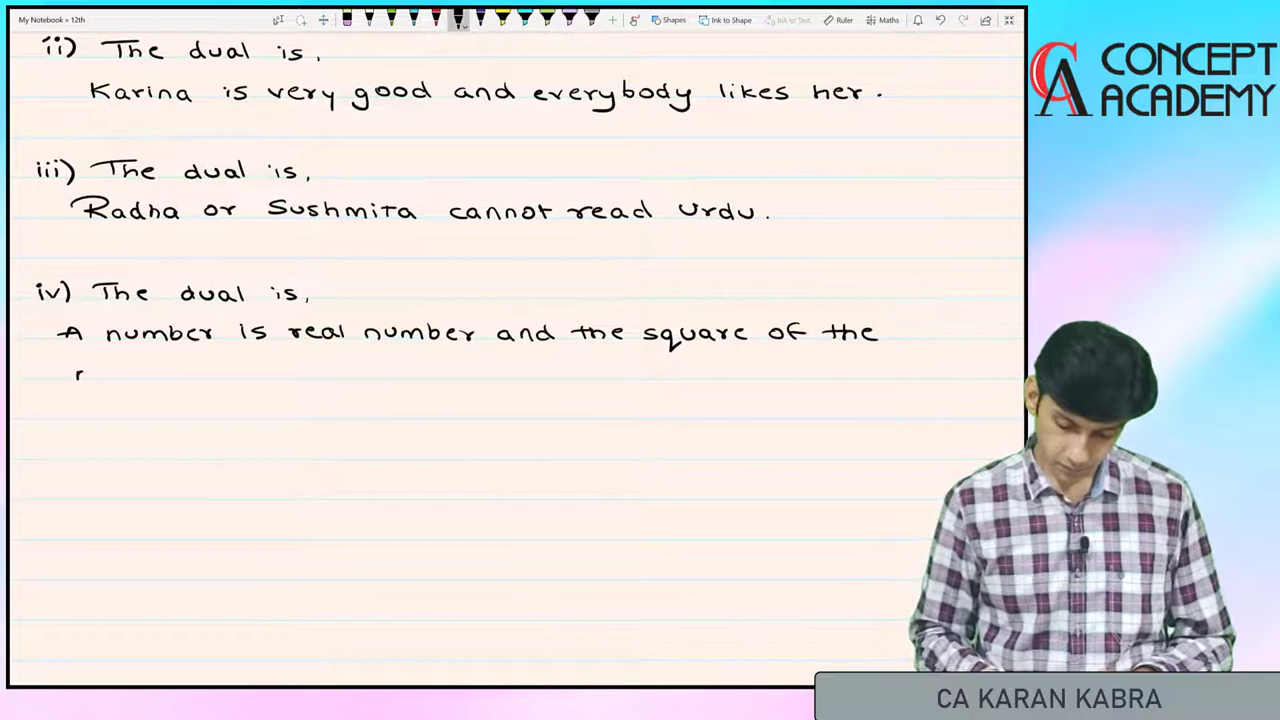 My Notebook » 12th
Shapes
Ink to Shape
Ink to Text
Ruler
Maths
ii) The dual is,
Karina is very good and everybody likes her.
iii) The dual is,
Radha or Sushmita cannot read Urdu.
iv) The dual is,
A number is real number and the square of the
r
CONCEPT
ACADEMY
CA KARAN KABRA